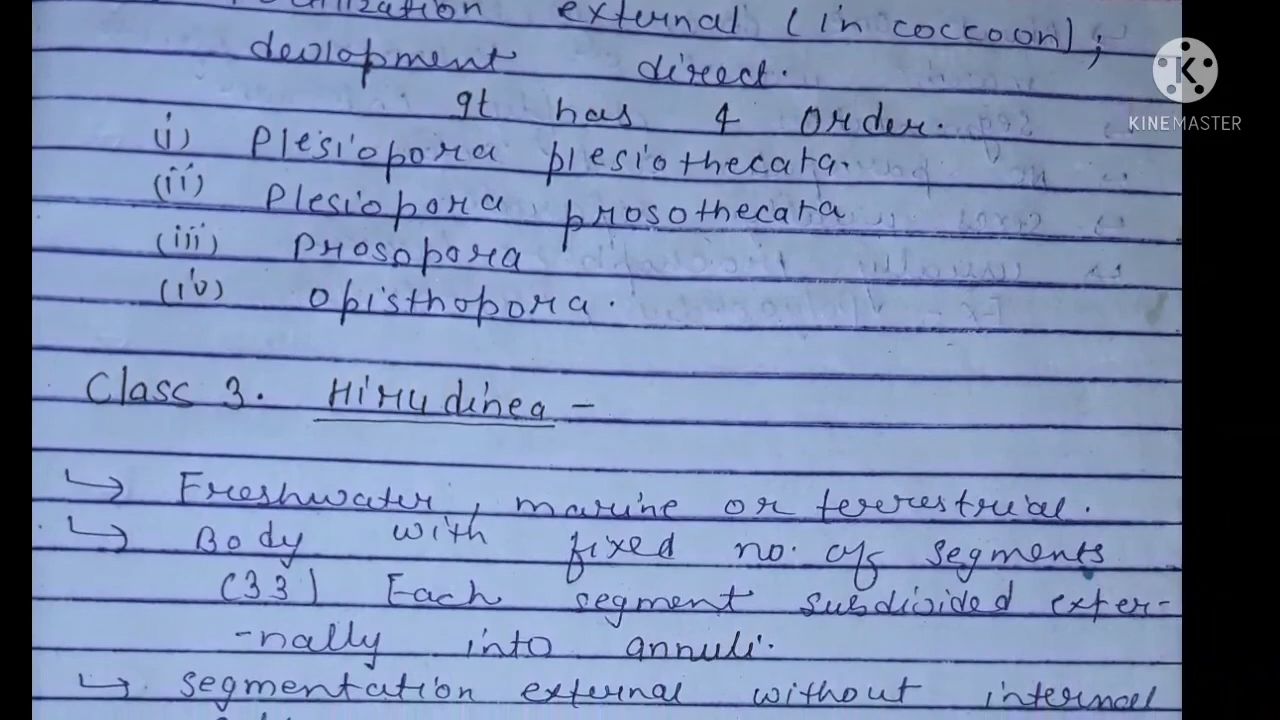 external (in coccoon);
devlopment direct.
It has 4 order.
(i) Plesiopora plesiothecata.
(ii) Plesiopora prosothecata
(iii) Prosopora
(iv) Opisthopora.
Class 3. Hirudinea -
↳ Freshwater, marine or terrestrial.
↳ Body with fixed no. of segments
(33) Each segment subdivided exter-
-nally into annuli.
↳ segmentation external without internal
KINEMASTER